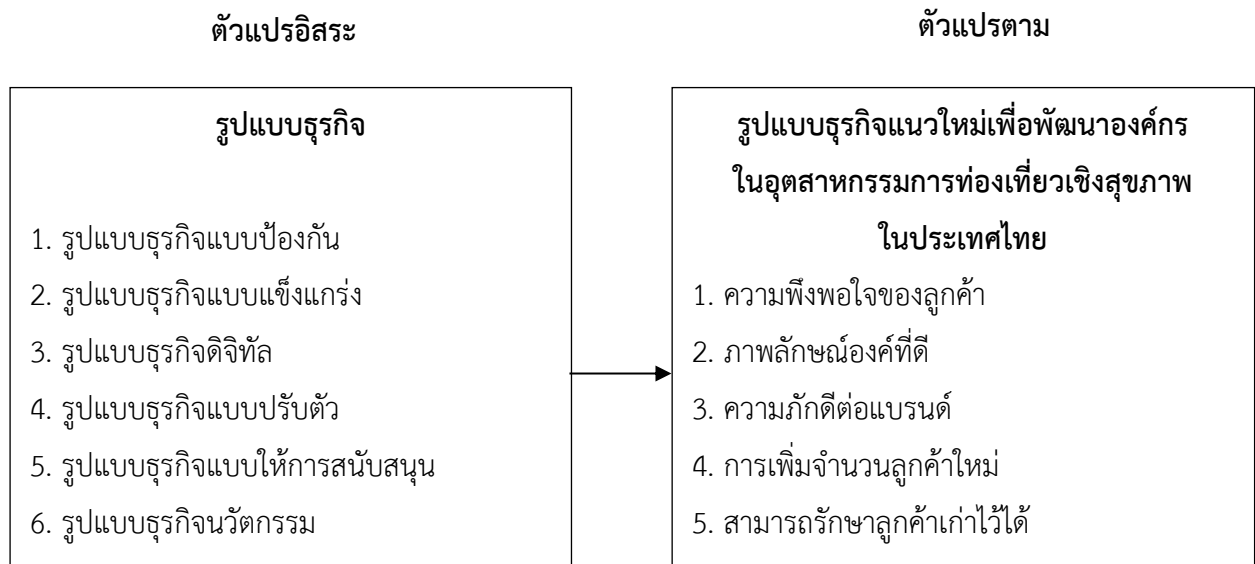 ตัวแปรอิสระ
ตัวแปรตาม
รูปแบบธุรกิจ
1. รูปแบบธุรกิจแบบป้องกัน
2. รูปแบบธุรกิจแบบแข็งแกร่ง
3. รูปแบบธุรกิจดิจิทัล
4. รูปแบบธุรกิจแบบปรับตัว
5. รูปแบบธุรกิจแบบให้การสนับสนุน
6. รูปแบบธุรกิจนวัตกรรม
รูปแบบธุรกิจแนวใหม่เพื่อพัฒนาองค์กร
ในอุตสาหกรรมการท่องเที่ยวเชิงสุขภาพ
ในประเทศไทย
1. ความพึงพอใจของลูกค้า
2. ภาพลักษณ์องค์ที่ดี
3. ความภักดีต่อแบรนด์
4. การเพิ่มจำนวนลูกค้าใหม่
5. สามารถรักษาลูกค้าเก่าไว้ได้